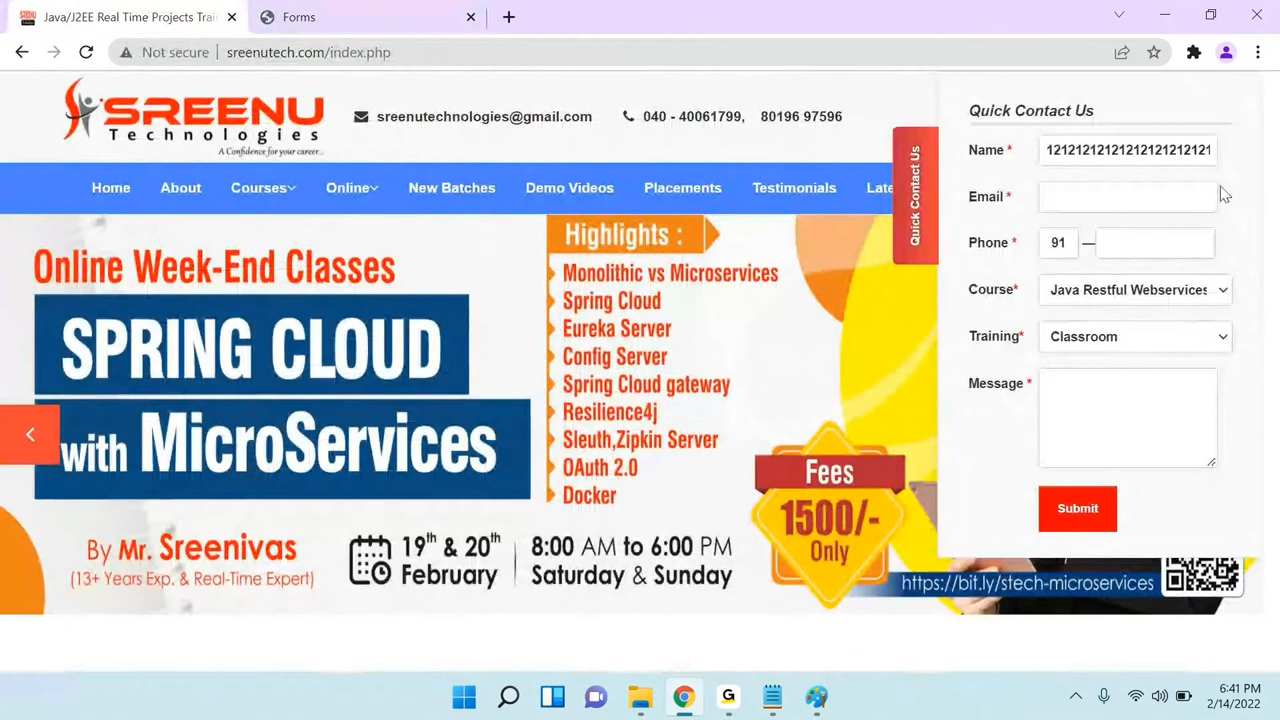 Java/J2EE Real Time Projects Trai
Forms
Not secure
sreenutech.com/index.php
SREENU
Technologies
A Confidence for your career...
sreenutechnologies@gmail.com
040 - 40061799, 80196 97596
Home About Courses Online New Batches Demo Videos Placements Testimonials Late
Quick Contact Us
Quick Contact Us
Name * 12121212121212121212121
Email *
Phone * 91 —
Course* Java Restful Webservices
Training* Classroom
Message *
Submit
Online Week-End Classes
SPRING CLOUD
with MicroServices
By Mr. Sreenivas
(13+ Years Exp. & Real-Time Expert)
Highlights :
Monolithic vs Microservices
Spring Cloud
Eureka Server
Config Server
Spring Cloud gateway
Resilience4j
Sleuth,Zipkin Server
OAuth 2.0
Docker
Fees
1500/-
Only
19th & 20th
February
8:00 AM to 6:00 PM
Saturday & Sunday
https://bit.ly/stech-microservices
G
6:41 PM
2/14/2022